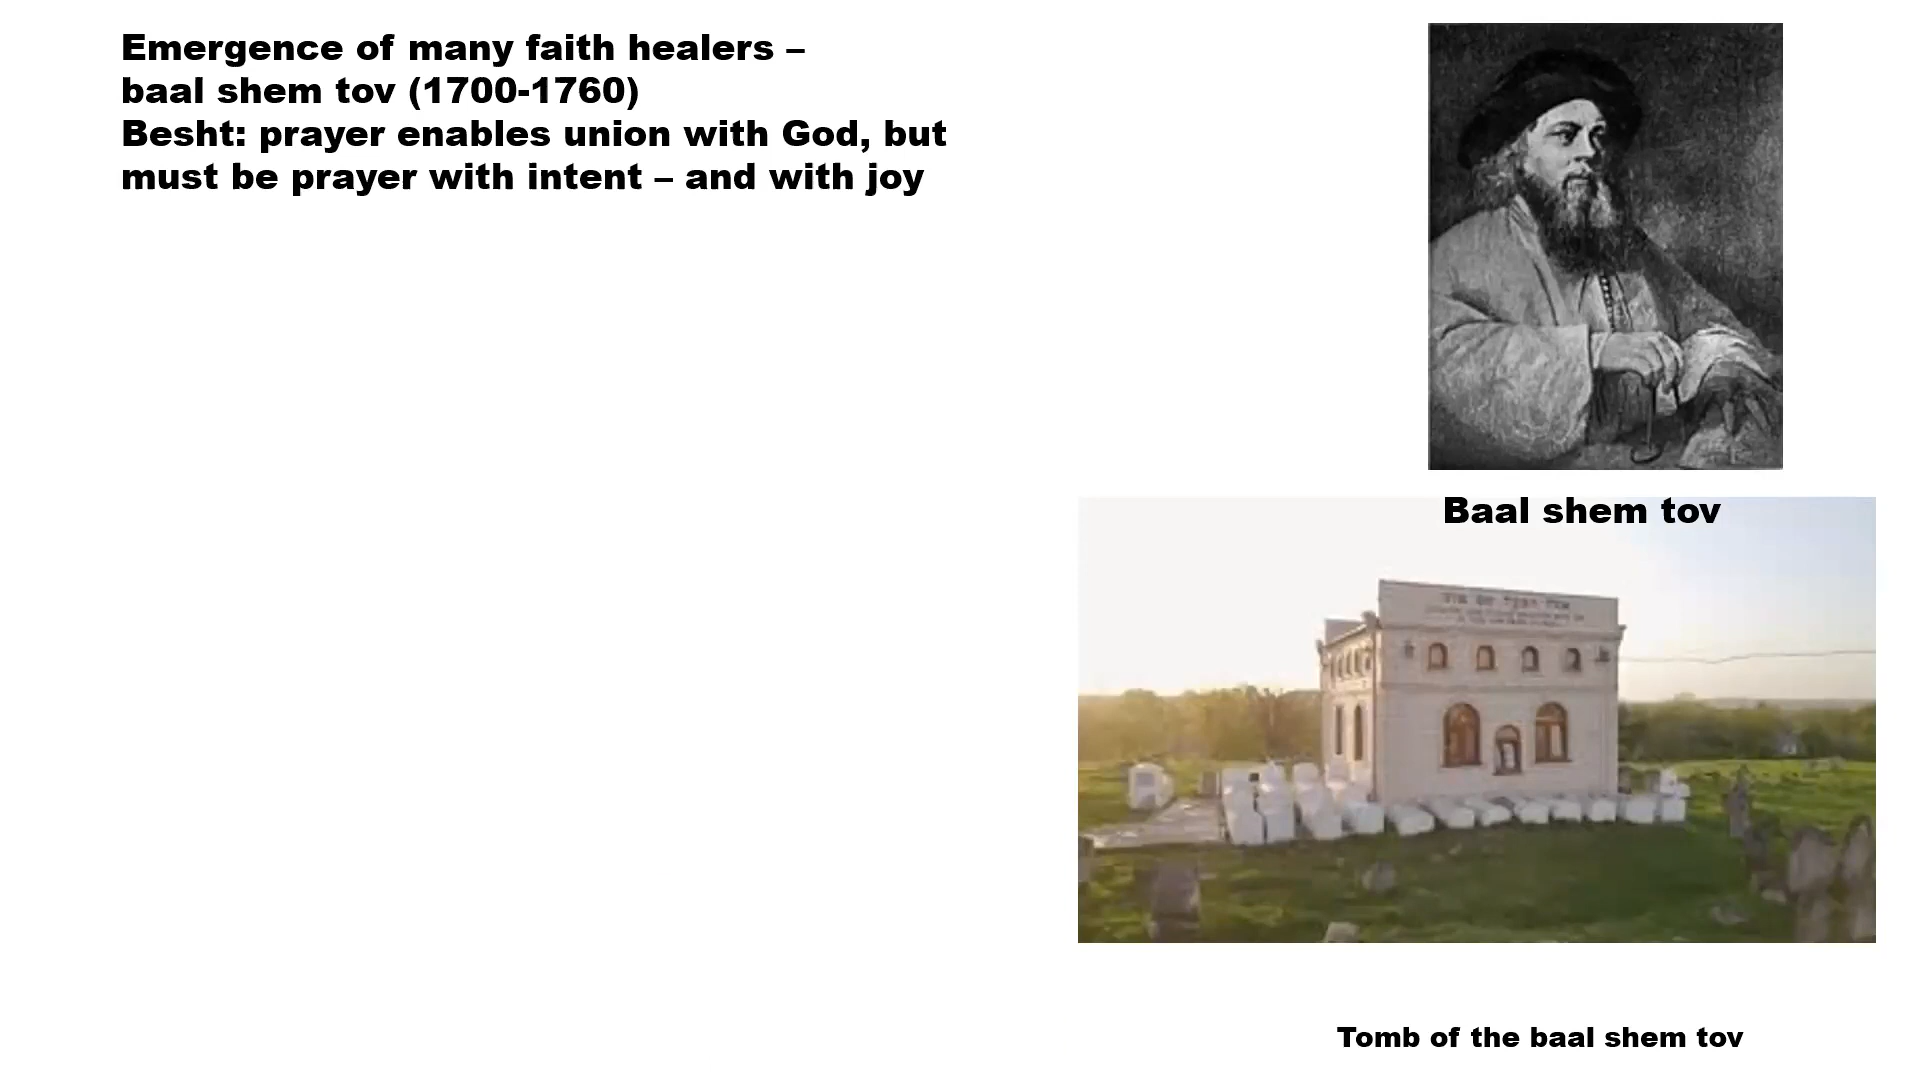 Emergence of many faith healers –
baal shem tov (1700-1760)
Besht: prayer enables union with God, but
must be prayer with intent – and with joy
Baal shem tov
Tomb of the baal shem tov